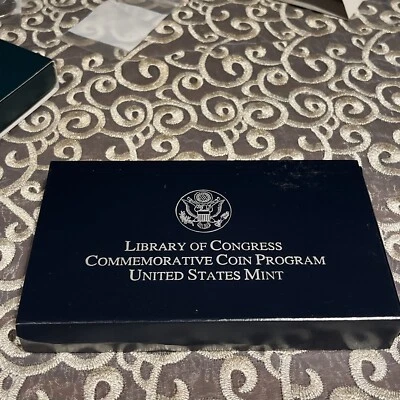 Library of Congress
Commemorative Coin Program
United States Mint